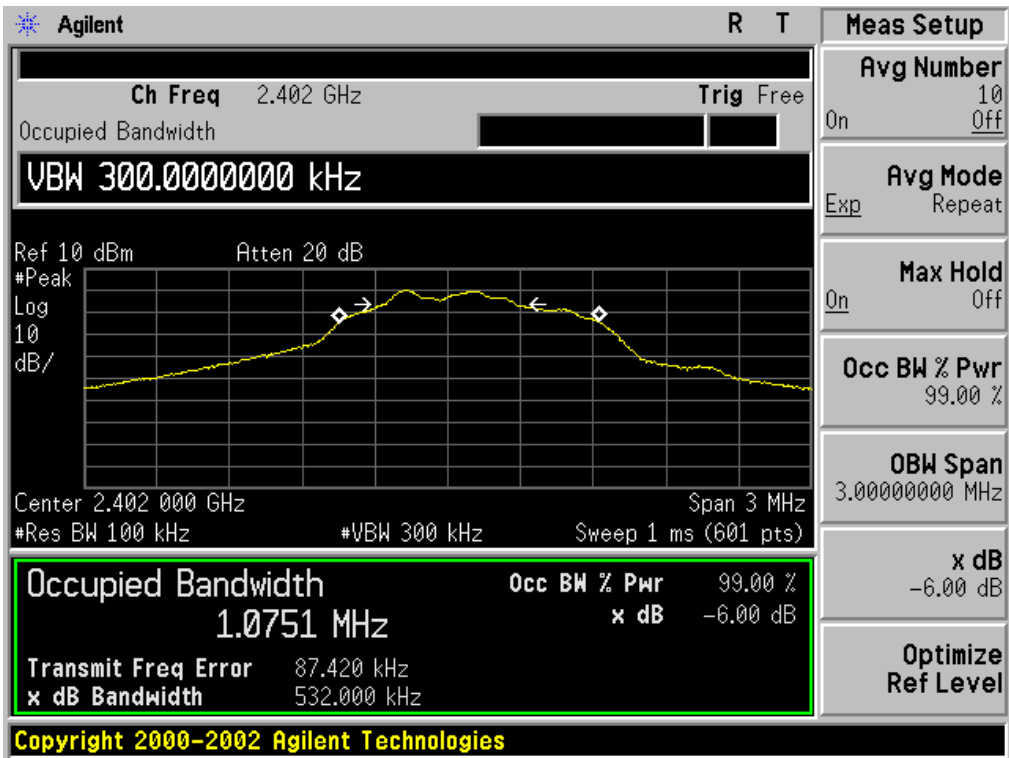 Agilent R T
Ch Freq 2.402 GHz Trig Free
Occupied Bandwidth
VBW 300.0000000 kHz
Ref 10 dBm Atten 20 dB
#Peak
Log
10
dB/
Center 2.402 000 GHz Span 3 MHz
#Res BW 100 kHz #VBW 300 kHz Sweep 1 ms (601 pts)
Occupied Bandwidth Occ BW % Pwr 99.00 %
1.0751 MHz x dB -6.00 dB
Transmit Freq Error 87.420 kHz
x dB Bandwidth 532.000 kHz
Copyright 2000-2002 Agilent Technologies
Meas Setup
Avg Number
10
On Off
Avg Mode
Exp Repeat
Max Hold
On Off
Occ BW % Pwr
99.00 %
OBW Span
3.00000000 MHz
x dB
-6.00 dB
Optimize
Ref Level